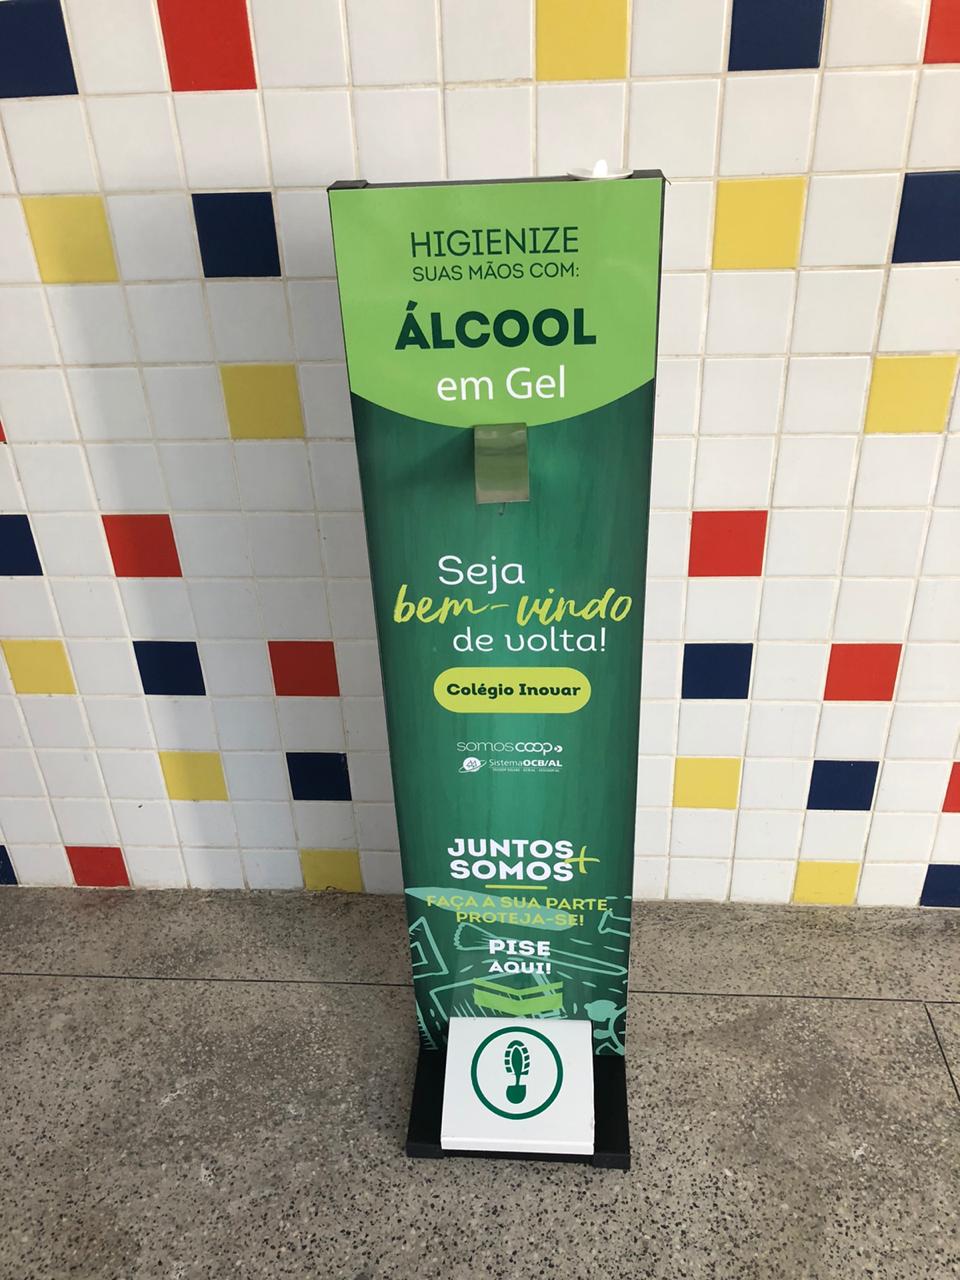 HIGIENIZE
SUAS MÃOS COM:
ÁLCOOL
em Gel
Seja
bem-vindo
de volta!
Colégio Inovar
somoscoop
SistemaOCB/AL
JUNTOS
SOMOS+
FAÇA A SUA PARTE
PROTEJA-SE!
PISE
AQUI!